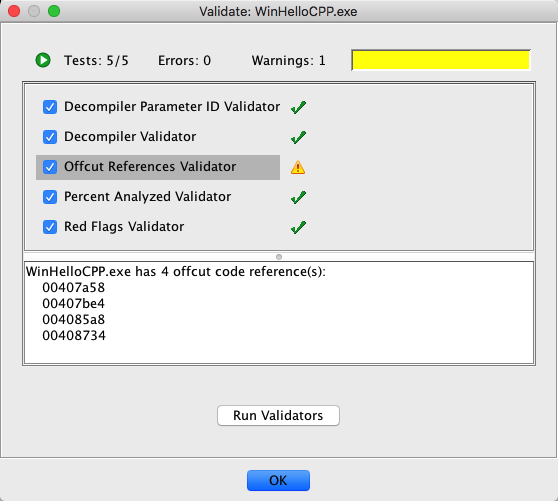 Validate: WinHelloCPP.exe
Tests: 5/5 Errors: 0 Warnings: 1
Decompiler Parameter ID Validator
Decompiler Validator
Offcut References Validator
Percent Analyzed Validator
Red Flags Validator
WinHelloCPP.exe has 4 offcut code reference(s):
00407a58
00407be4
004085a8
00408734
Run Validators
OK